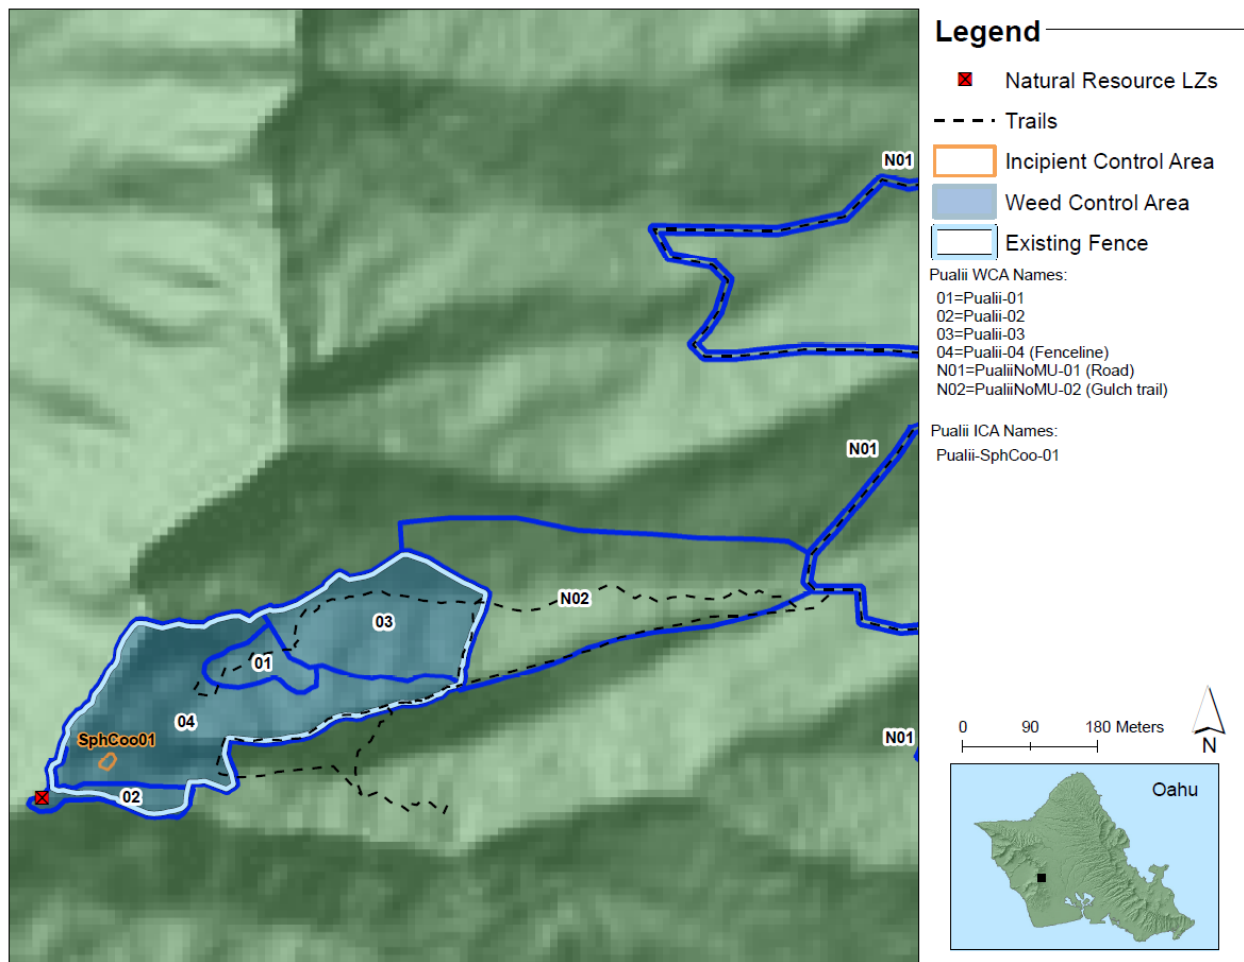 Legend
Natural Resource LZs
Trails
Incipient Control Area
Weed Control Area
Existing Fence
Pualii WCA Names:
01=Pualii-01
02=Pualii-02
03=Pualii-03
04=Pualii-04 (Fenceline)
N01=PualiiNoMU-01 (Road)
N02=PualiiNoMU-02 (Gulch trail)
Pualii ICA Names:
Pualii-SphCoo-01
N01
N01
N02
03
01
04
SphCoo01
02
N01
0 90 180 Meters
N
Oahu